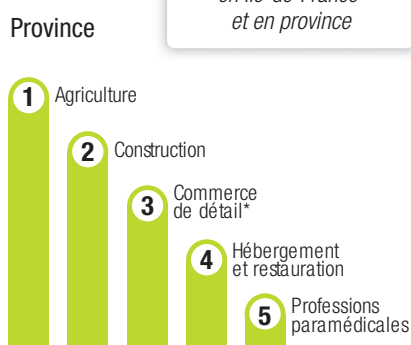 en Île-de-France
et en province
Province
1 Agriculture
2 Construction
3 Commerce
de détail*
4 Hébergement
et restauration
5 Professions
paramédicales